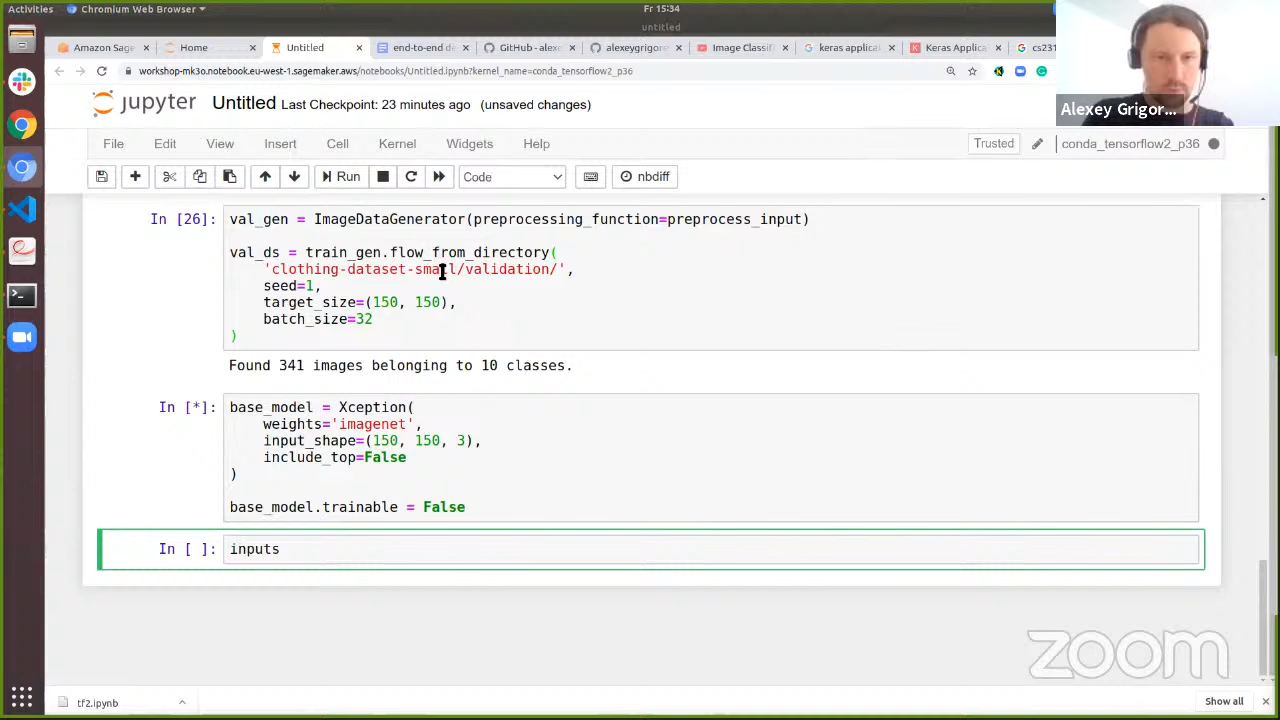 Activities
Chromium Web Browser
Fr 15:34
untitled
Amazon Sage
Home
Untitled
end-to-end de
GitHub - alexe
alexeygrigore
Image Classif
keras applicat
Keras Applica
cs231
workshop-mk3o.notebook.eu-west-1.sagemaker.aws/notebooks/Untitled.ipynb?kernel_name=conda_tensorflow2_p36
Alexey Grigor...
jupyter
Untitled Last Checkpoint: 23 minutes ago (unsaved changes)
File Edit View Insert Cell Kernel Widgets Help
Trusted
conda_tensorflow2_p36
Run
Code
nbdiff
In [26]: val_gen = ImageDataGenerator(preprocessing_function=preprocess_input)
val_ds = train_gen.flow_from_directory(
'clothing-dataset-small/validation/',
seed=1,
target_size=(150, 150),
batch_size=32
)
Found 341 images belonging to 10 classes.
In [*]: base_model = Xception(
weights='imagenet',
input_shape=(150, 150, 3),
include_top=False
)
base_model.trainable = False
In [ ]: inputs
zoom
tf2.ipynb
Show all